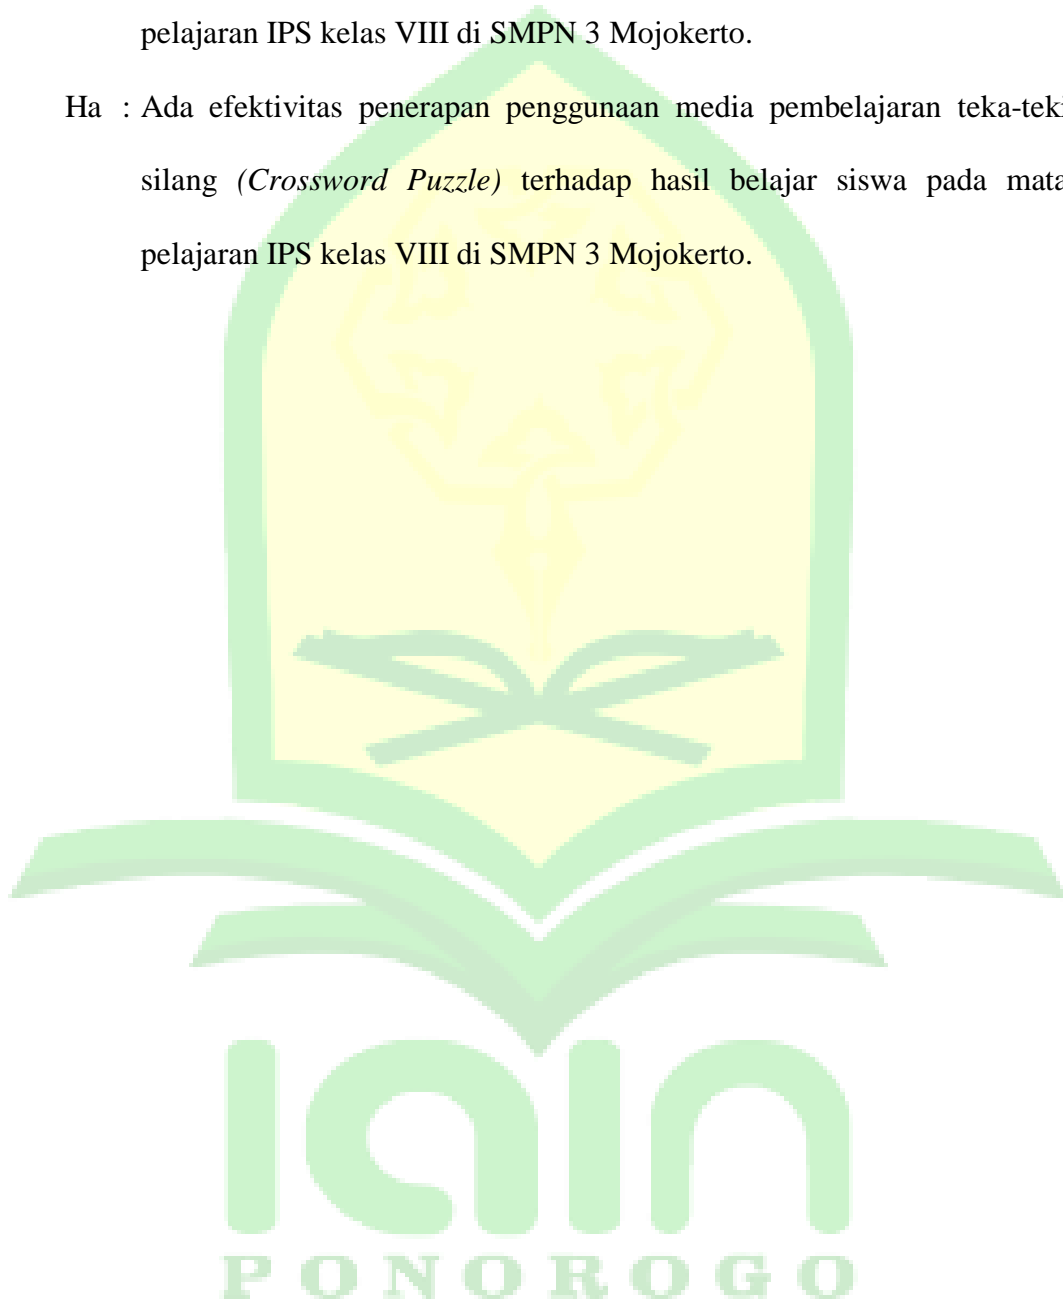 pelajaran IPS kelas VIII di SMPN 3 Mojokerto.
Ha : Ada efektivitas penerapan penggunaan media pembelajaran teka-teki
silang (Crossword Puzzle) terhadap hasil belajar siswa pada mata
pelajaran IPS kelas VIII di SMPN 3 Mojokerto.
iain
PONOROGO